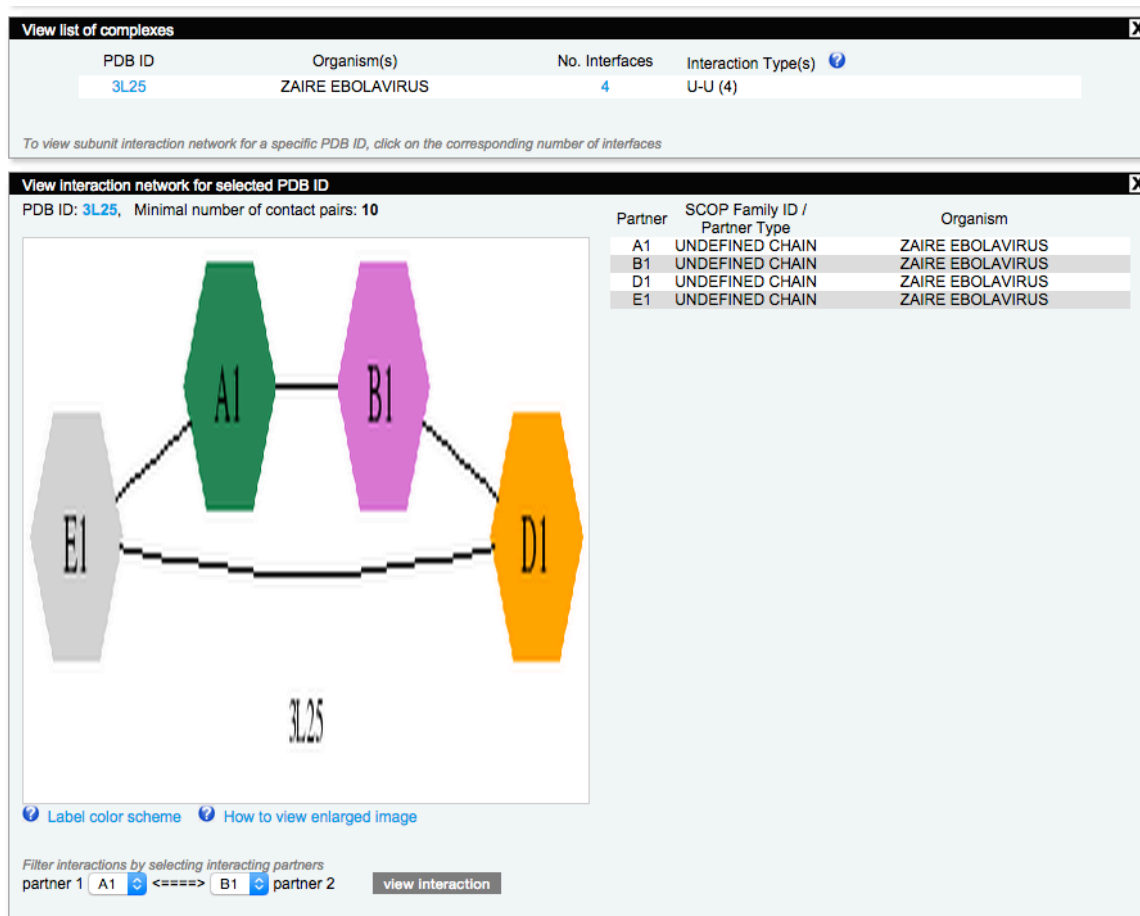 View list of complexes X
PDB ID Organism(s) No. Interfaces Interaction Type(s) ?
3L25 ZAIRE EBOLAVIRUS 4 U-U (4)
To view subunit interaction network for a specific PDB ID, click on the corresponding number of interfaces
View interaction network for selected PDB ID X
PDB ID: 3L25, Minimal number of contact pairs: 10
Partner SCOP Family ID / Organism
Partner Type
A1 UNDEFINED CHAIN ZAIRE EBOLAVIRUS
B1 UNDEFINED CHAIN ZAIRE EBOLAVIRUS
D1 UNDEFINED CHAIN ZAIRE EBOLAVIRUS
E1 UNDEFINED CHAIN ZAIRE EBOLAVIRUS
A1 B1
E1 D1
3L25
? Label color scheme ? How to view enlarged image
Filter interactions by selecting interacting partners
partner 1 A1 <====> B1 partner 2 view interaction